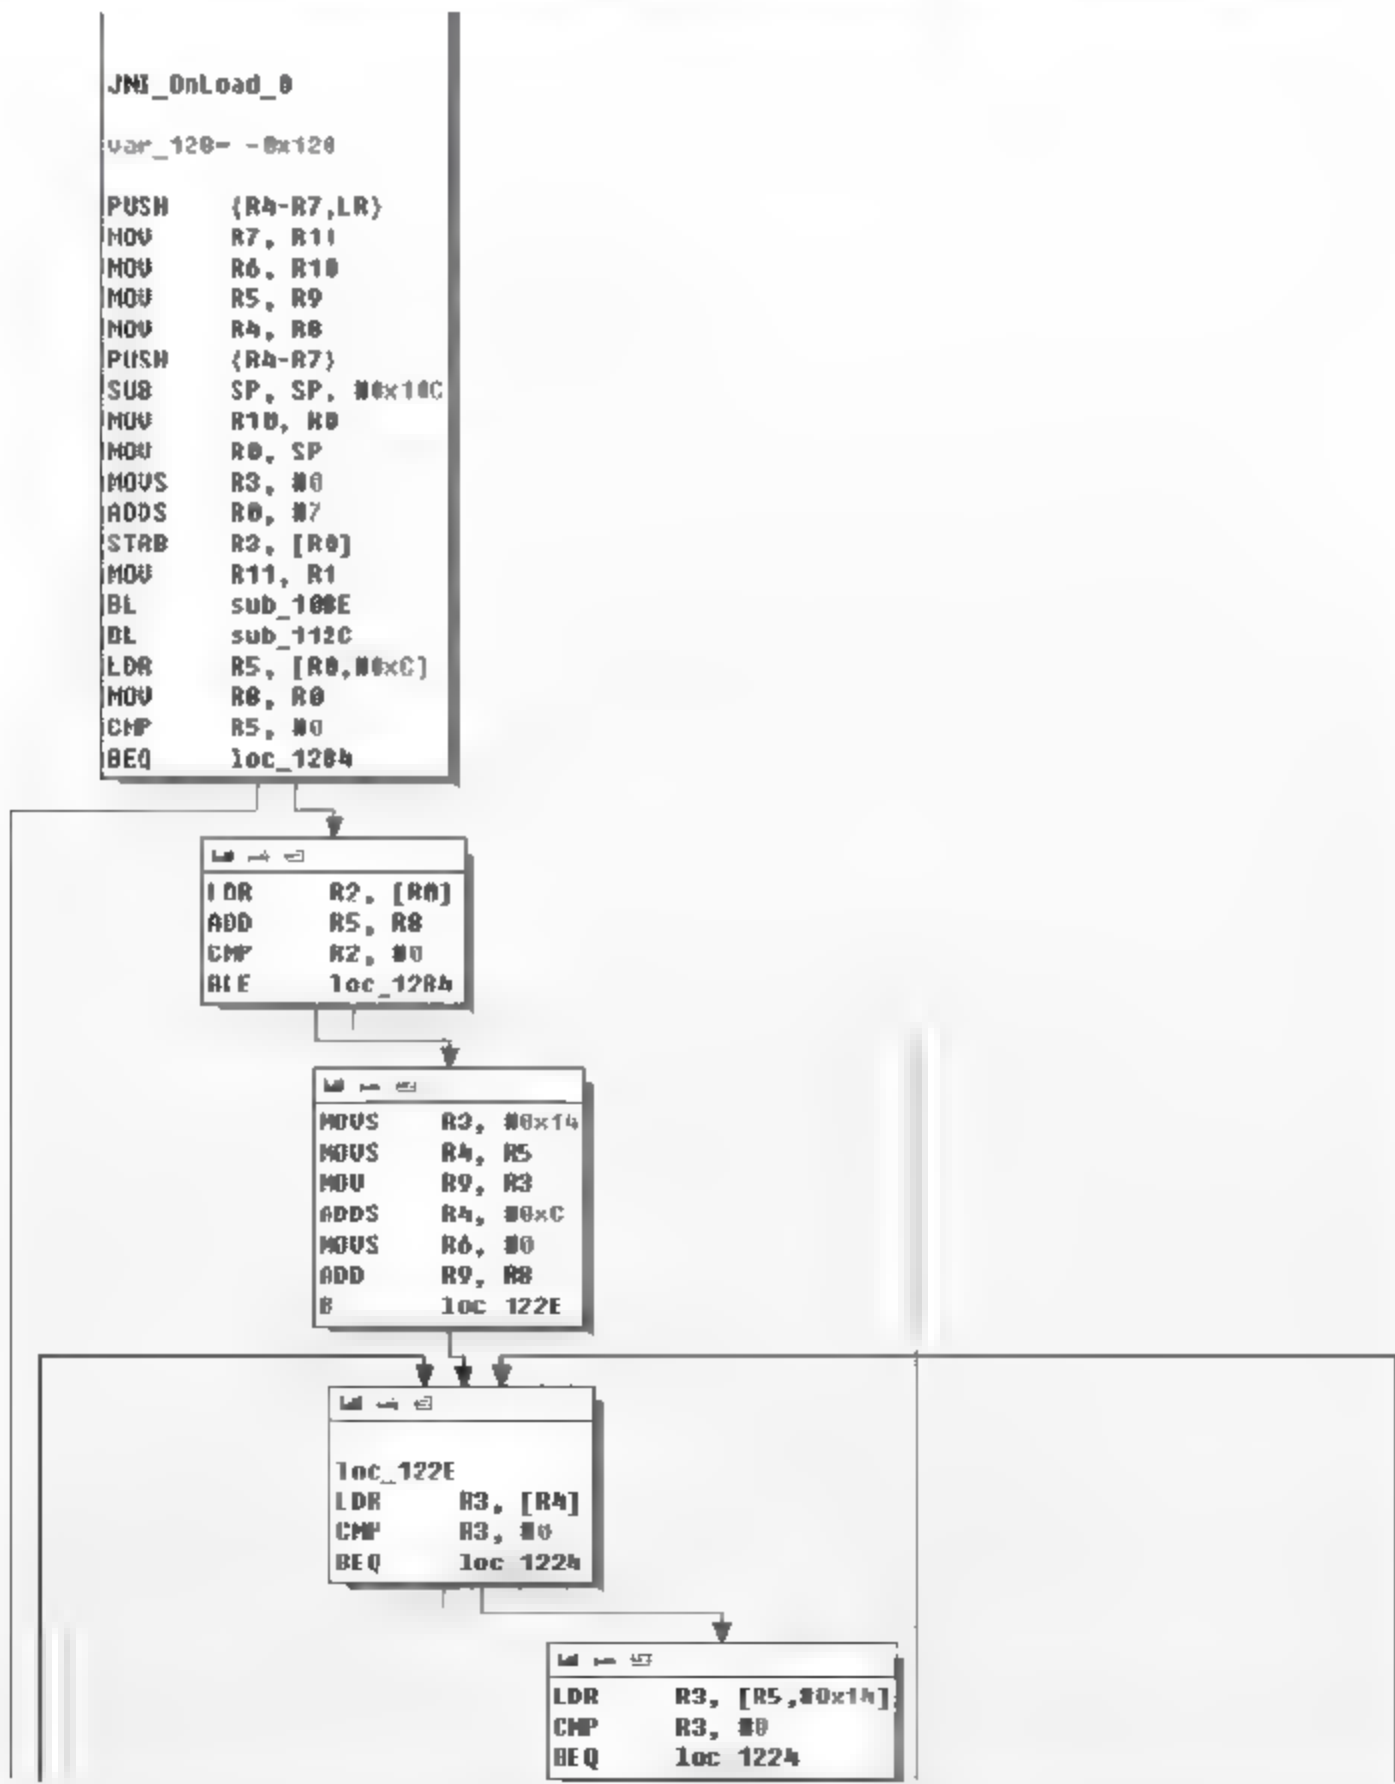 JNI_OnLoad_0
var_128= -0x128
PUSH {R4-R7,LR}
MOV R7, R11
MOV R6, R10
MOV R5, R9
MOV R4, R8
PUSH {R4-R7}
SUB SP, SP, #0x10C
MOV R10, R0
MOV R0, SP
MOVS R3, #0
ADDS R0, #7
STRB R3, [R0]
MOV R11, R1
BL
BL sub_112C
LDR R5, [R0,#0xC]
MOV R8, R0
CMP R5, #0
BEQ loc_1284
LDR R2, [R0]
ADD R5, R8
CMP R2, #0
BLE loc_1284
MOVS R3, #0x14
MOVS R4, R5
MOV R9, R3
ADDS R4, #0xC
MOVS R6, #0
ADD R9, R8
B loc_122E
loc_122E
LDR R3, [R4]
CMP R3, #0
BEQ loc_1224
LDR R3, [R5,#0x14]
CMP R3, #0
BEQ loc_1224